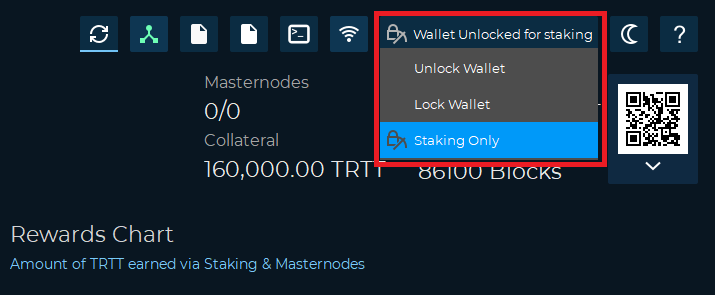 Wallet Unlocked for staking
?
Unlock Wallet
Lock Wallet
Staking Only
Masternodes
0/0
Collateral
160,000.00 TRTT
86100 Blocks
Rewards Chart
Amount of TRTT earned via Staking & Masternodes